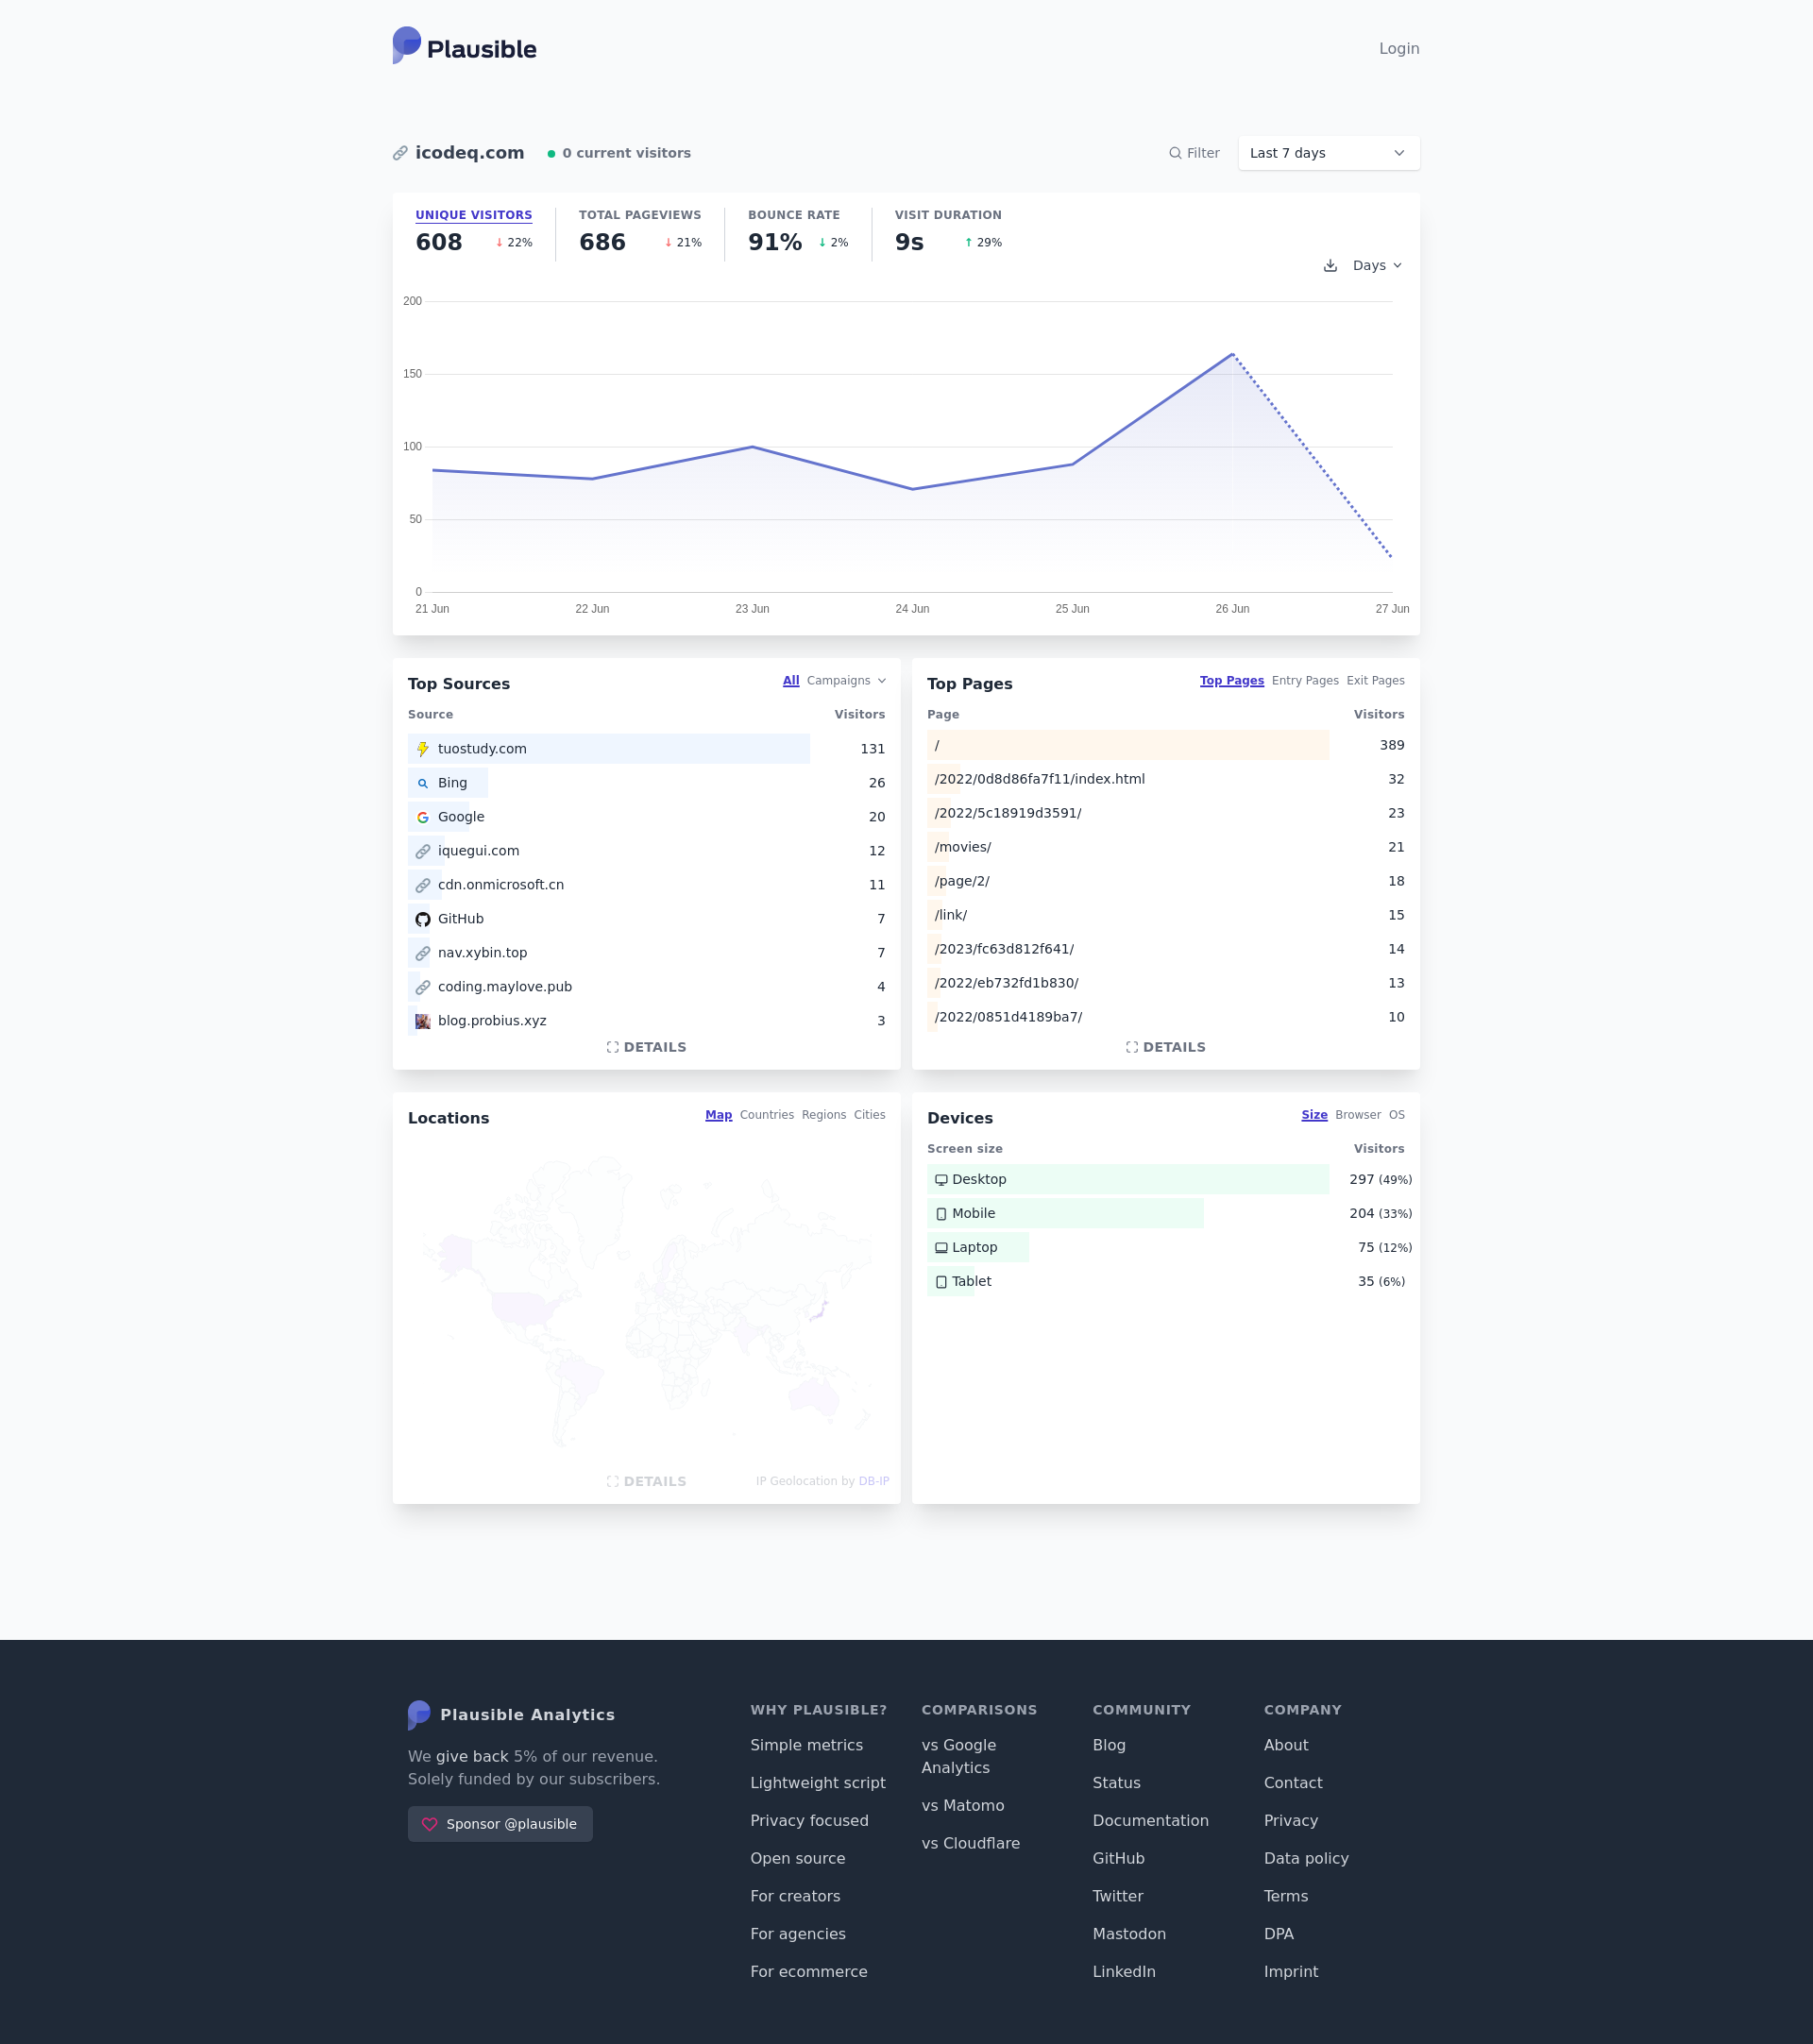 Plausible
Login
icodeq.com
0 current visitors
Filter
Last 7 days
UNIQUE VISITORS
608 ↓ 22%
TOTAL PAGEVIEWS
686 ↓ 21%
BOUNCE RATE
91% ↓ 2%
VISIT DURATION
9s ↑ 29%
Days
200
150
100
50
0
21 Jun 22 Jun 23 Jun 24 Jun 25 Jun 26 Jun 27 Jun
Top Sources
All Campaigns
Source Visitors
tuostudy.com 131
Bing 26
Google 20
iquegui.com 12
cdn.onmicrosoft.cn 11
GitHub 7
nav.xybin.top 7
coding.maylove.pub 4
blog.probius.xyz 3
DETAILS
Top Pages
Top Pages Entry Pages Exit Pages
Page Visitors
/ 389
/2022/0d8d86fa7f11/index.html 32
/2022/5c18919d3591/ 23
/movies/ 21
/page/2/ 18
/link/ 15
/2023/fc63d812f641/ 14
/2022/eb732fd1b830/ 13
/2022/0851d4189ba7/ 10
DETAILS
Locations
Map Countries Regions Cities
DETAILS
IP Geolocation by DB-IP
Devices
Size Browser OS
Screen size Visitors
Desktop 297 (49%)
Mobile 204 (33%)
Laptop 75 (12%)
Tablet 35 (6%)
Plausible Analytics
We give back 5% of our revenue.
Solely funded by our subscribers.
Sponsor @plausible
WHY PLAUSIBLE?
Simple metrics
Lightweight script
Privacy focused
Open source
For creators
For agencies
For ecommerce
COMPARISONS
vs Google
Analytics
vs Matomo
vs Cloudflare
COMMUNITY
Blog
Status
Documentation
GitHub
Twitter
Mastodon
LinkedIn
COMPANY
About
Contact
Privacy
Data policy
Terms
DPA
Imprint